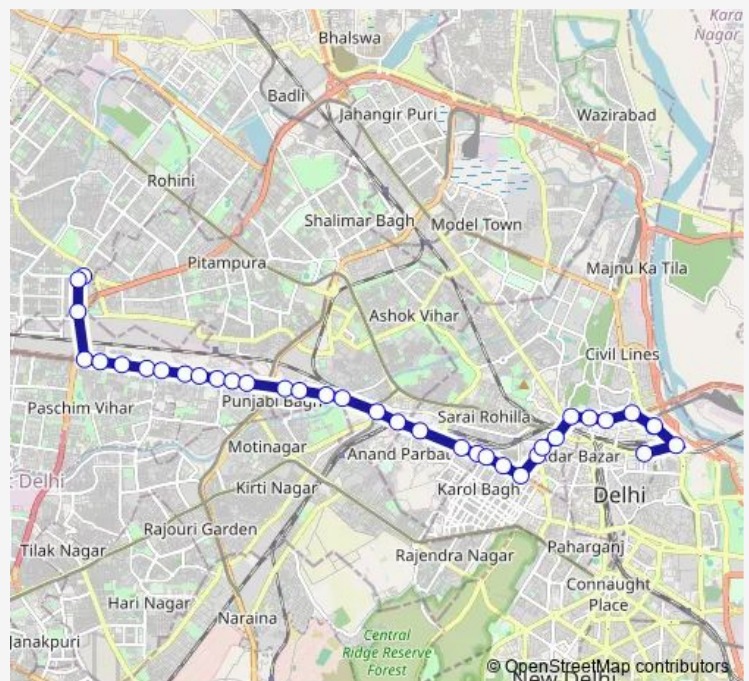 Kara
Nagar
Bhalswa
Badli
Jahangir Puri
Wazirabad
Rohini
Shalimar Bagh
Model Town
Pitampura
Majnu Ka Tila
Ashok Vihar
Civil Lines
Paschim Vihar
Punjabi Bagh
Sarai Rohilla
Motinagar
Anand Parbat
dar Bazar
Delhi
Kirti Nagar
Karol Bagh
Delhi
Rajouri Garden
Tilak Nagar
Rajendra Nagar
Paharganj
Connaught
Place
Hari Nagar
Naraina
Janakpuri
Central
Ridge Reserve
Forest
© OpenStreetMap contributors
New Delhi